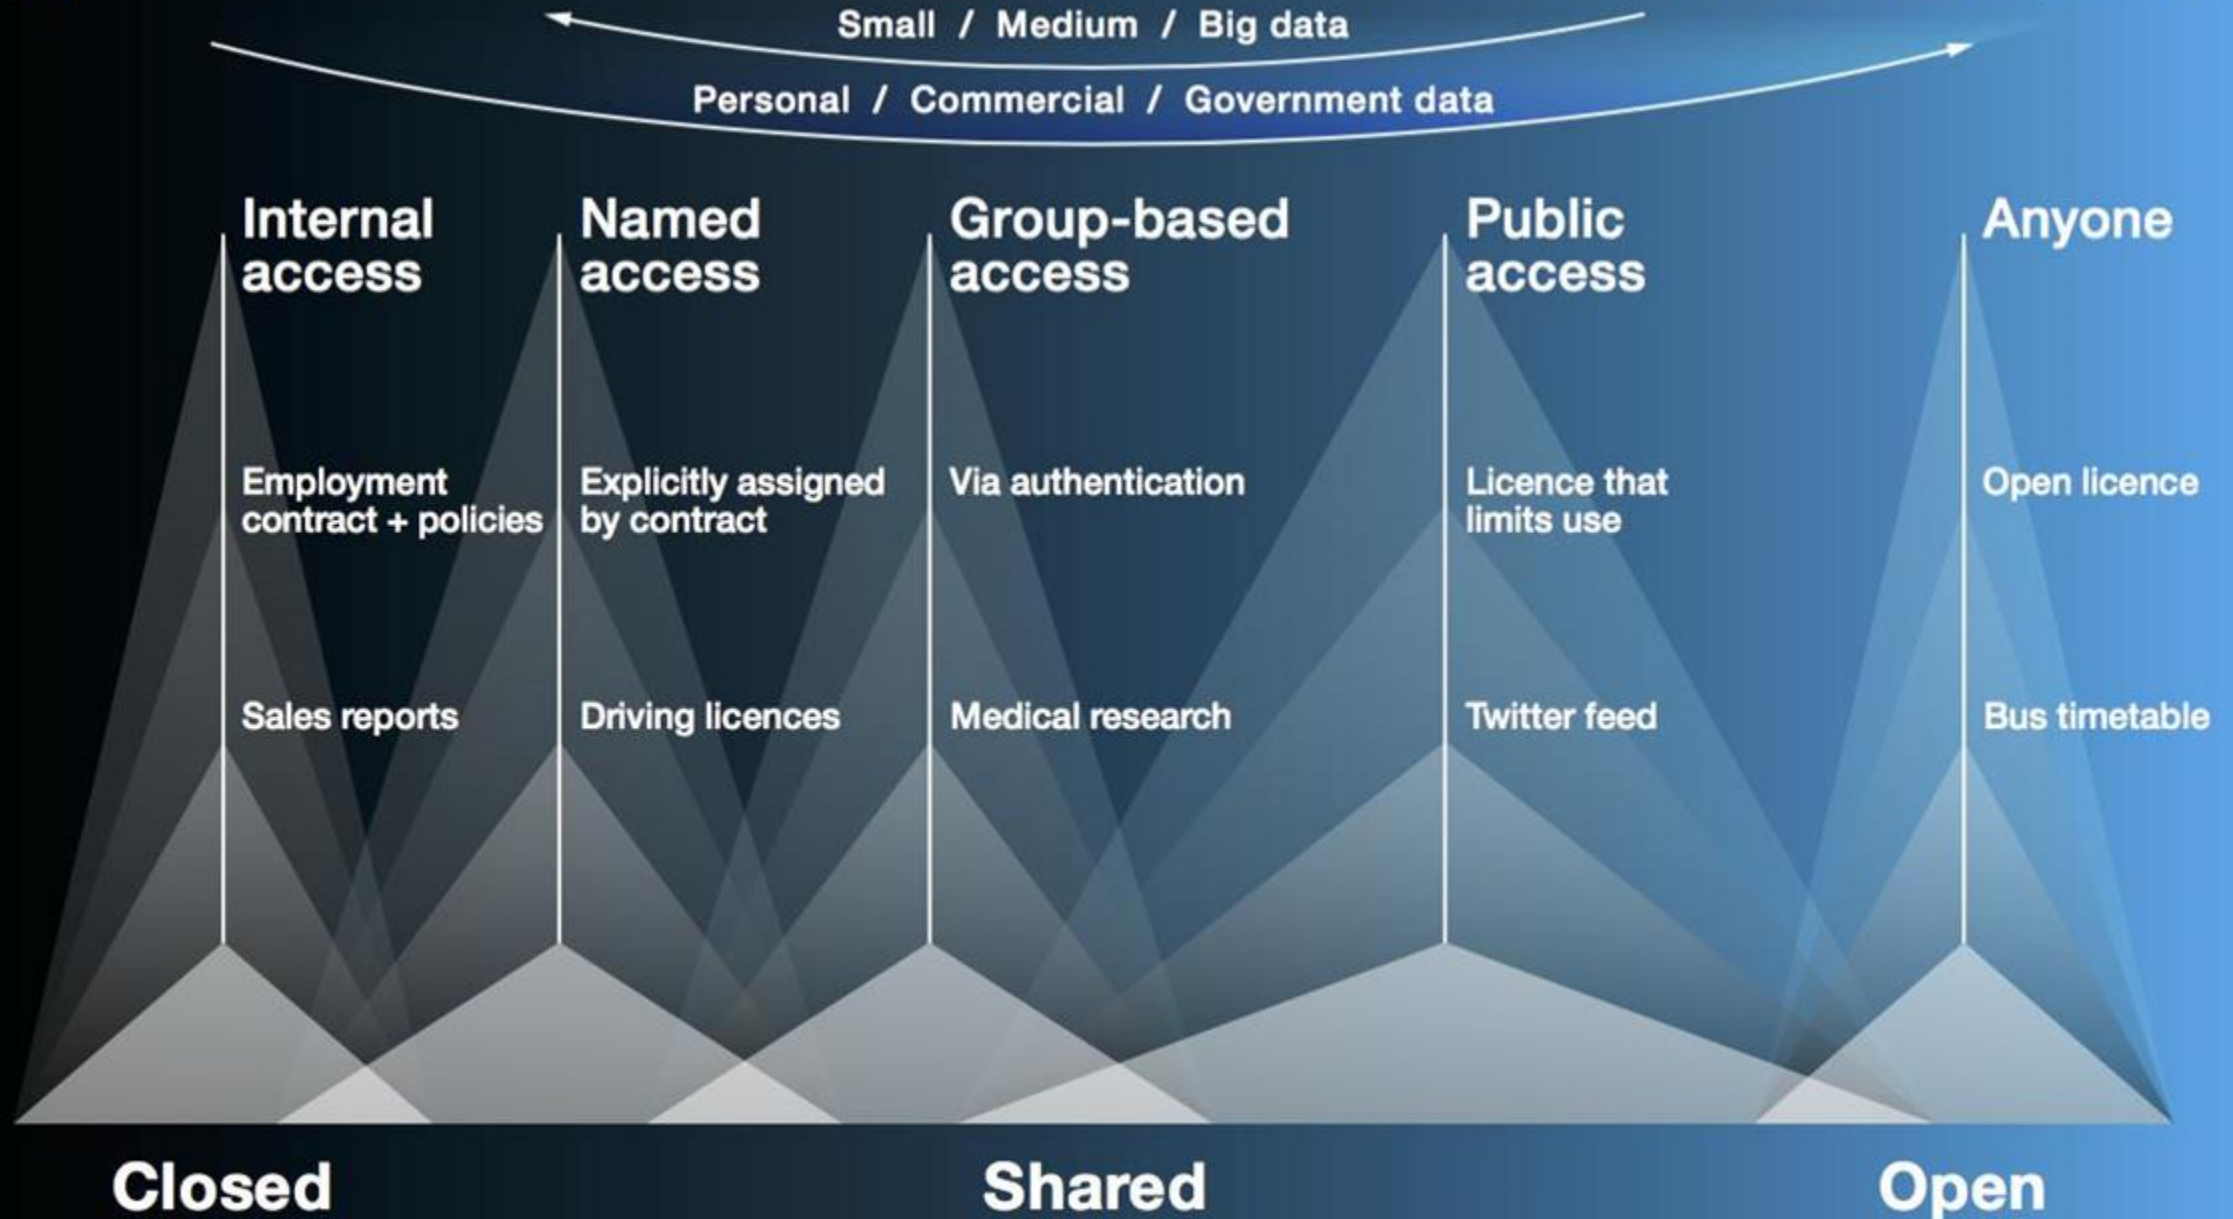 Small / Medium / Big data
Personal / Commercial / Government data
Internal
access
Named
access
Group-based
access
Public
access
Anyone
Employment
contract + policies
Explicitly assigned
by contract
Via authentication
Licence that
limits use
Open licence
Sales reports
Driving licences
Medical research
Twitter feed
Bus timetable
Closed
Shared
Open